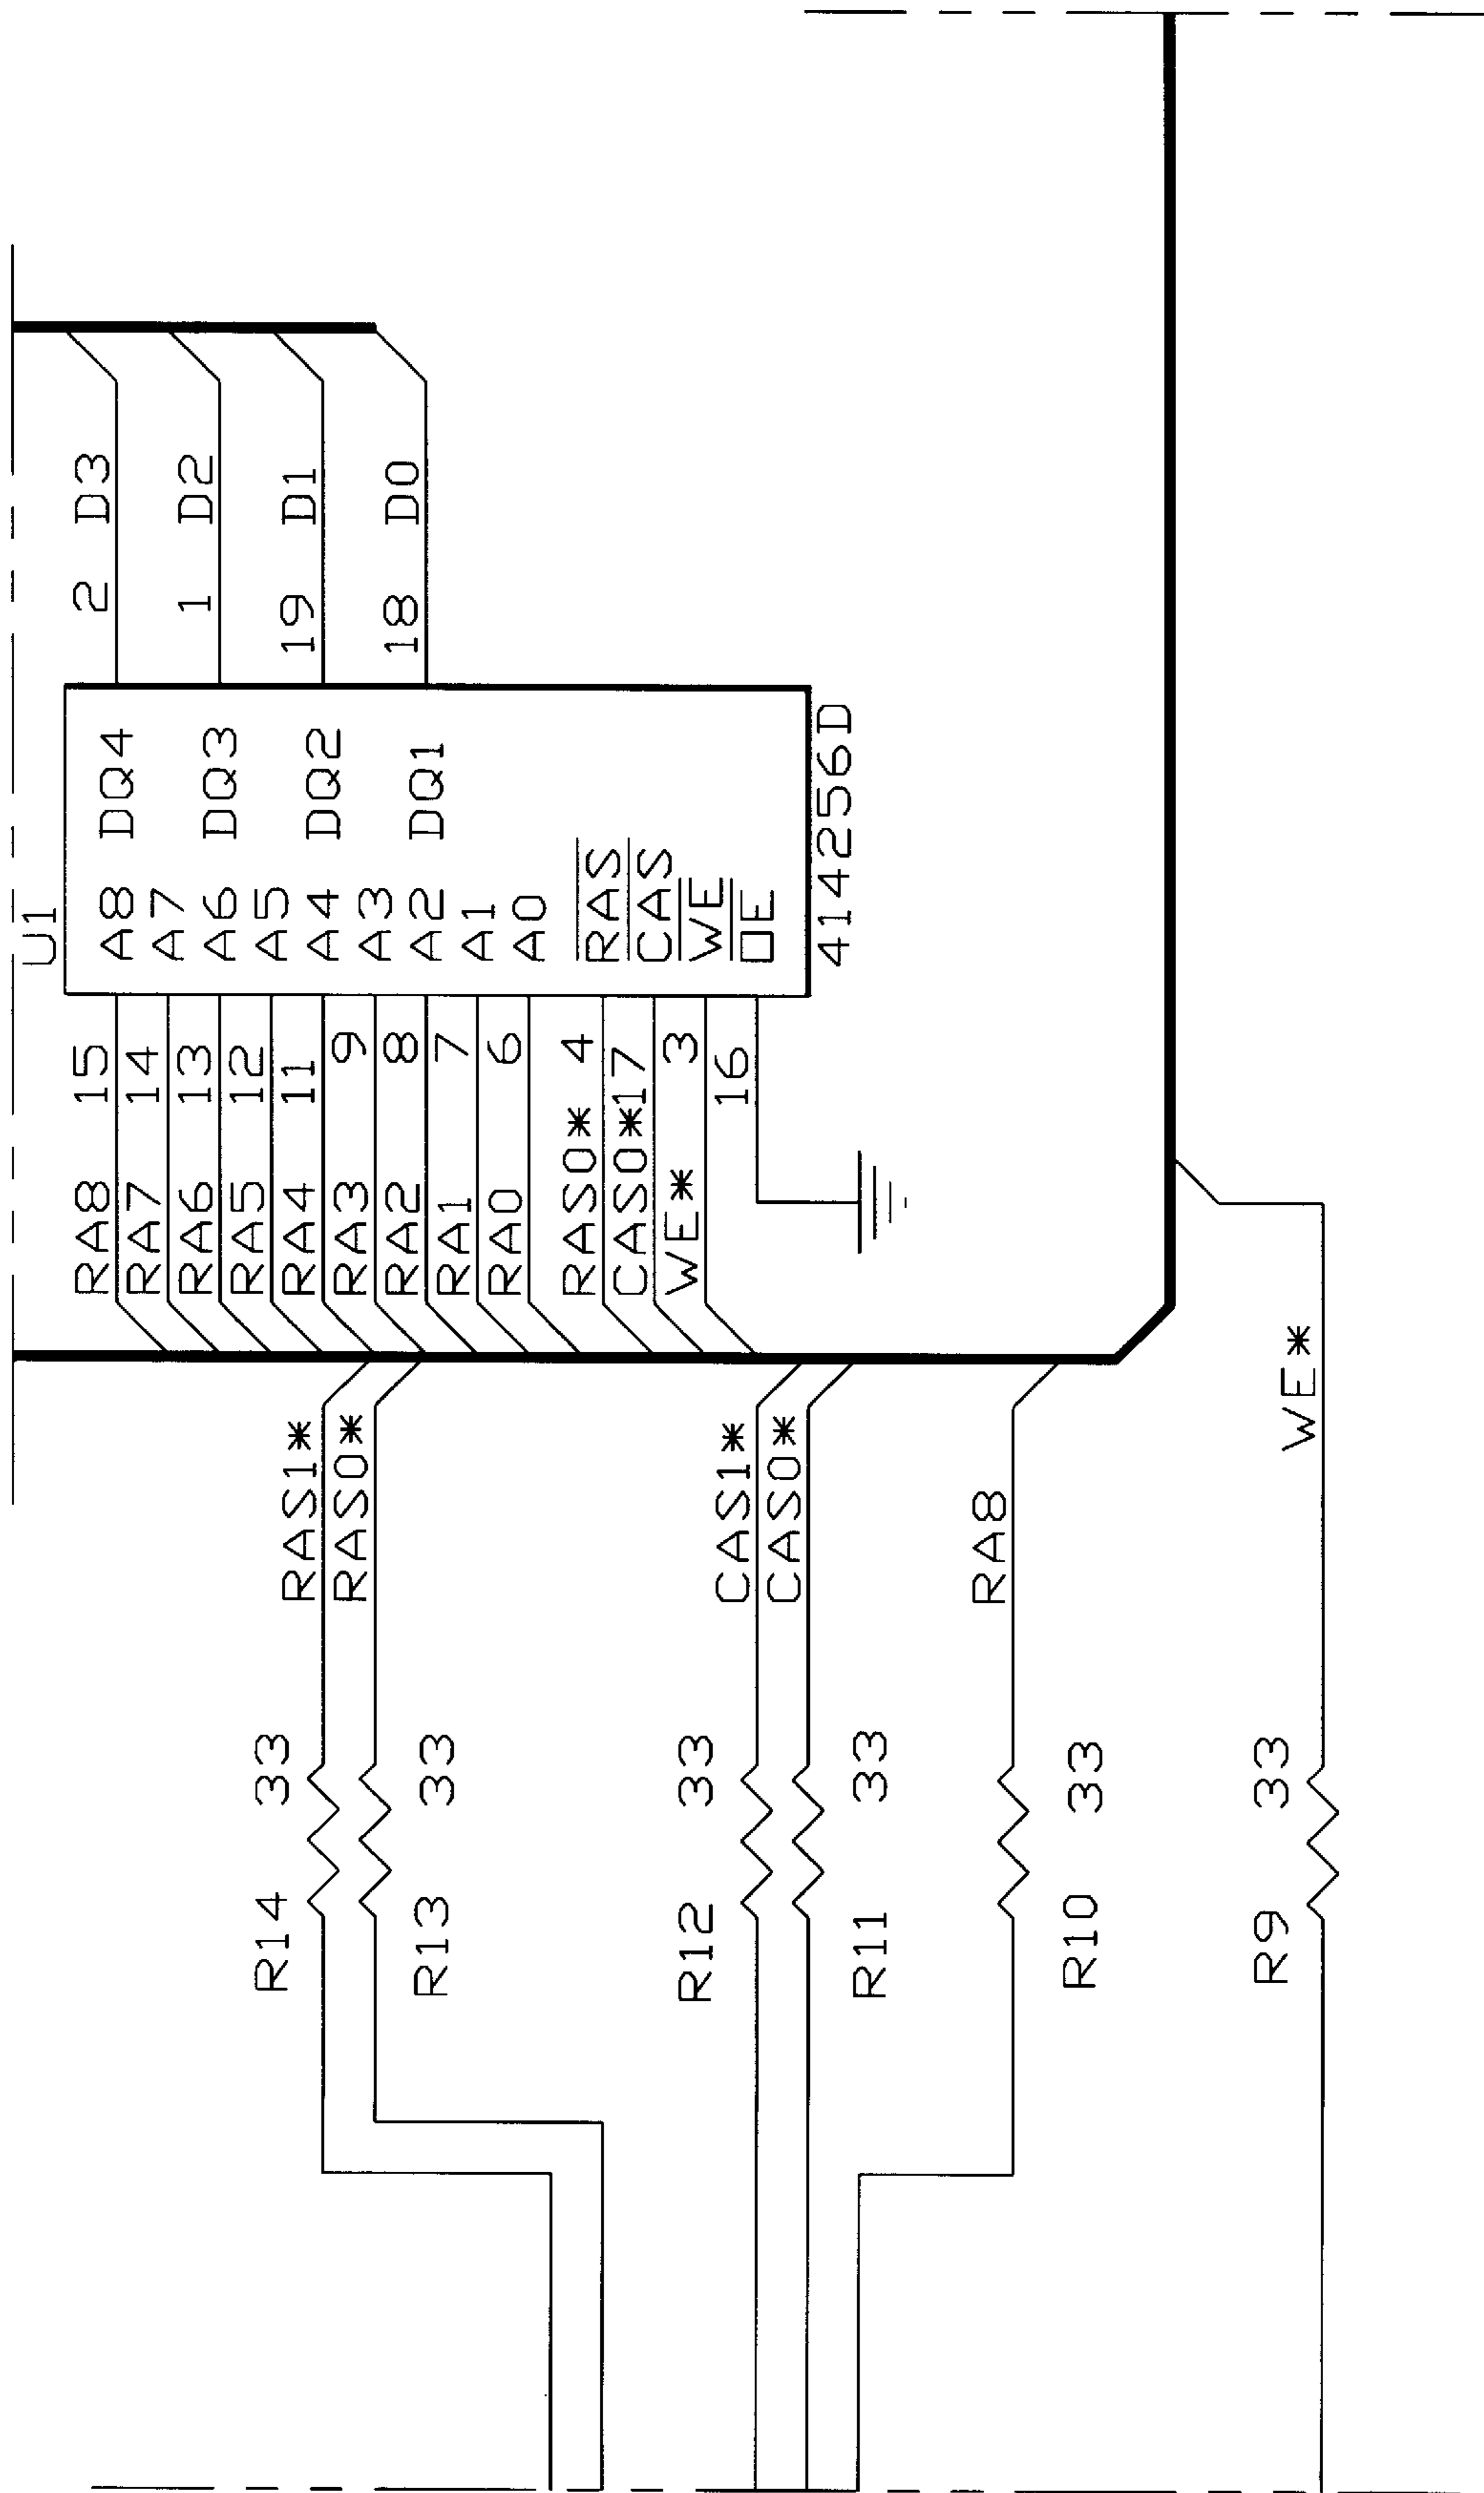 U1
RA8 15 A8 DQ4 2 D3
RA7 14 A7
RA6 13 A6 DQ3 1 D2
RA5 12 A5
R14 33
RAS1* RA4 11 A4 DQ2 19 D1
RAS0* RA3 9 A3
RA2 8 A2 DQ1 18 D0
R13 33
RA1 7 A1
RA0 6 A0
RAS0* 4 RAS
CAS0*17 CAS
R12 33
WE* 3 WE
CAS1* 16 OE
CAS0*
414256D
R11 33
RA8
R10 33
R9 33
WE*